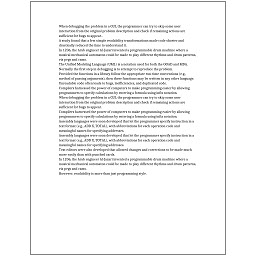 When debugging the problem in a GUI, the programmer can try to skip some user
interaction from the original problem description and check if remaining actions are
sufficient for bugs to appear.
A study found that a few simple readability transformations made code shorter and
drastically reduced the time to understand it.
In 1206, the Arab engineer Al-Jazari invented a programmable drum machine where a
musical mechanical automaton could be made to play different rhythms and drum patterns,
via pegs and cams.
The Unified Modeling Language (UML) is a notation used for both the OOAD and MDA.
Normally the first step in debugging is to attempt to reproduce the problem.
Provided the functions in a library follow the appropriate run-time conventions (e.g.,
method of passing arguments), then these functions may be written in any other language.
Unreadable code often leads to bugs, inefficiencies, and duplicated code.
Compilers harnessed the power of computers to make programming easier by allowing
programmers to specify calculations by entering a formula using infix notation.
When debugging the problem in a GUI, the programmer can try to skip some user
interaction from the original problem description and check if remaining actions are
sufficient for bugs to appear.
Compilers harnessed the power of computers to make programming easier by allowing
programmers to specify calculations by entering a formula using infix notation.
Assembly languages were soon developed that let the programmer specify instruction in a
text format (e.g., ADD X, TOTAL), with abbreviations for each operation code and
meaningful names for specifying addresses.
Assembly languages were soon developed that let the programmer specify instruction in a
text format (e.g., ADD X, TOTAL), with abbreviations for each operation code and
meaningful names for specifying addresses.
Text editors were also developed that allowed changes and corrections to be made much
more easily than with punched cards.
In 1206, the Arab engineer Al-Jazari invented a programmable drum machine where a
musical mechanical automaton could be made to play different rhythms and drum patterns,
via pegs and cams.
However, readability is more than just programming style.